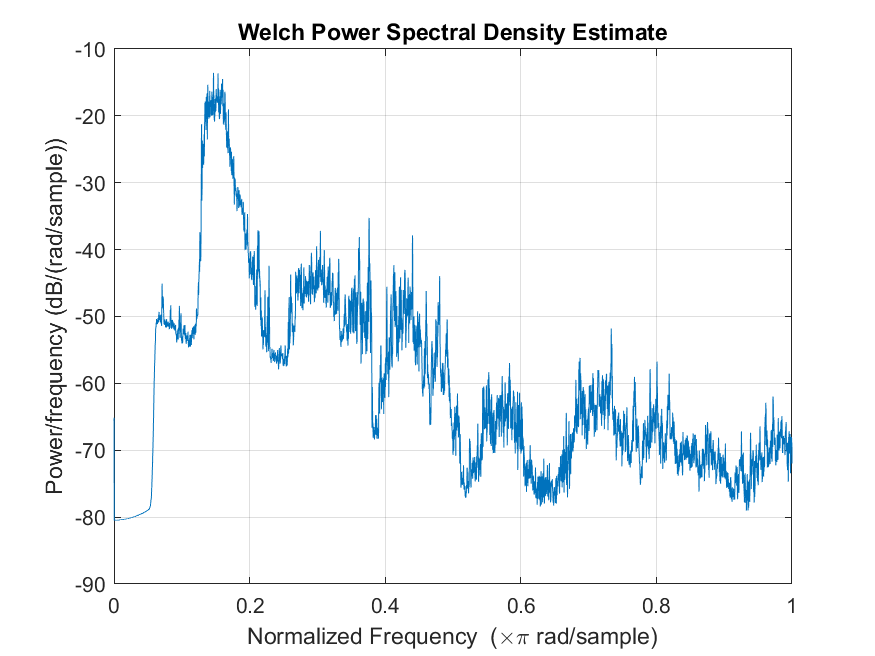 Welch Power Spectral Density Estimate
-10
-20
-30
-40
-50
-60
-70
-80
-90
Power/frequency (dB/(rad/sample))
0 0.2 0.4 0.6 0.8 1
Normalized Frequency (×π rad/sample)